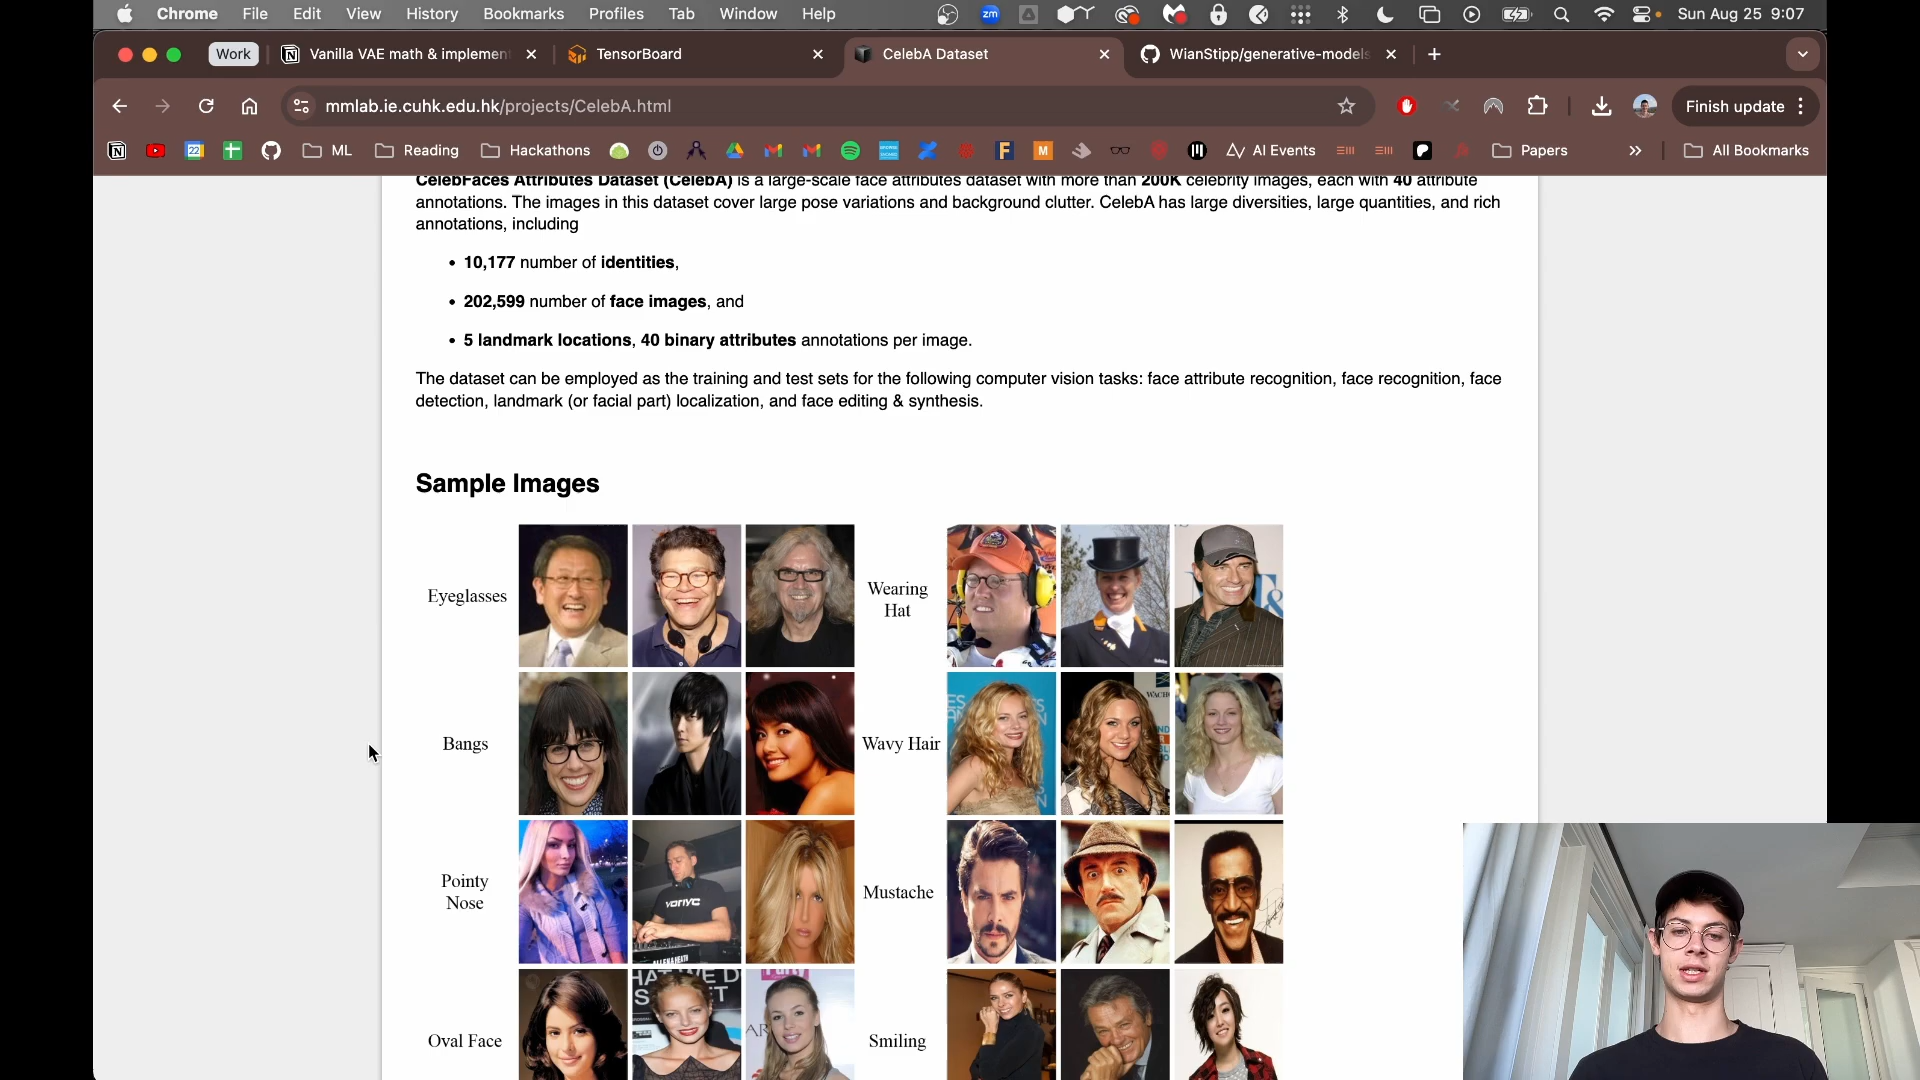 Chrome File Edit View History Bookmarks Profiles Tab Window Help zm Sun Aug 25 9:07
Work Vanilla VAE math & implemen TensorBoard CelebA Dataset WianStipp/generative-models
mmlab.ie.cuhk.edu.hk/projects/CelebA.html Finish update
22 ML Reading Hackathons F M AI Events Papers All Bookmarks
CelebFaces Attributes Dataset (CelebA) is a large-scale face attributes dataset with more than 200K celebrity images, each with 40 attribute
annotations. The images in this dataset cover large pose variations and background clutter. CelebA has large diversities, large quantities, and rich
annotations, including
• 10,177 number of identities,
• 202,599 number of face images, and
• 5 landmark locations, 40 binary attributes annotations per image.
The dataset can be employed as the training and test sets for the following computer vision tasks: face attribute recognition, face recognition, face
detection, landmark (or facial part) localization, and face editing & synthesis.
Sample Images
Eyeglasses
Wearing
Hat
Bangs
Wavy Hair
Pointy
Nose
Mustache
Oval Face
Smiling